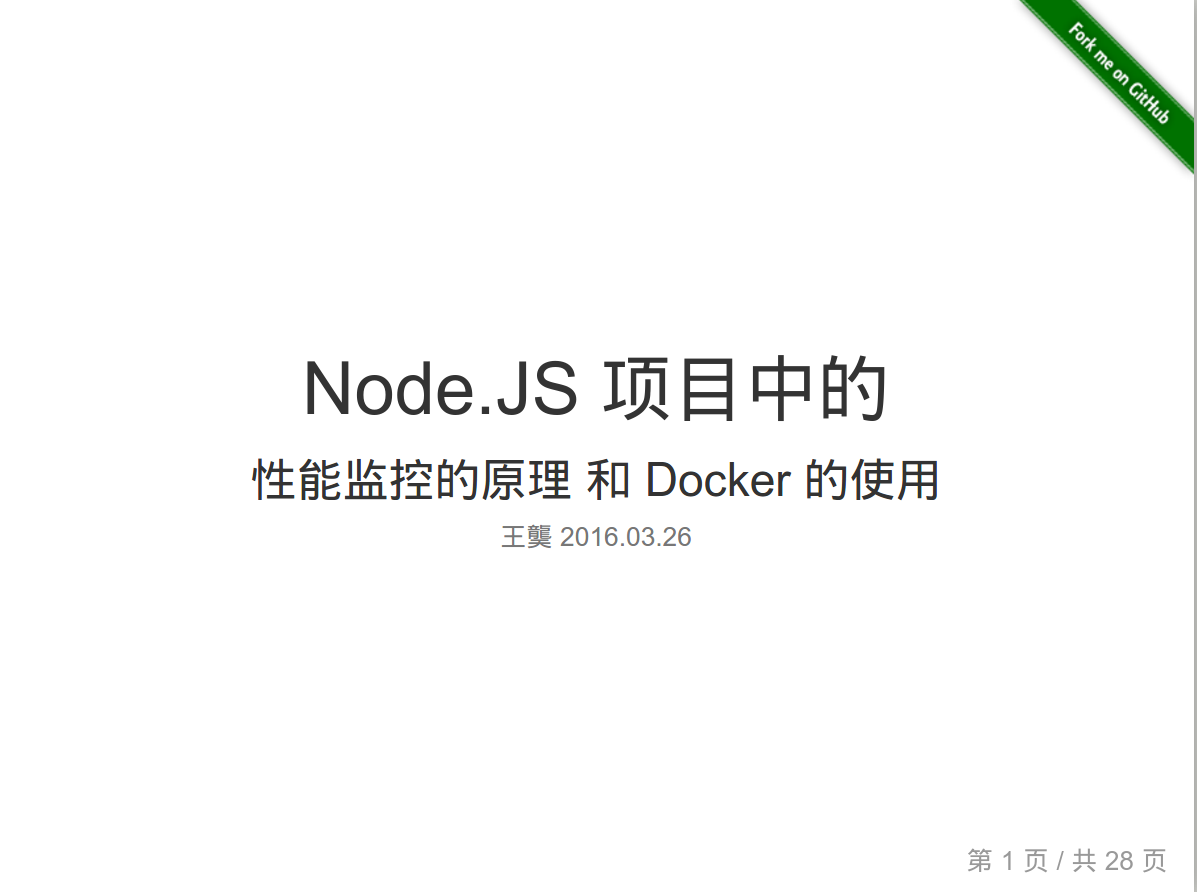 Fork me on GitHub
Node.JS 项目中的
性能监控的原理 和 Docker 的使用
王龑 2016.03.26
第 1 页 / 共 28 页